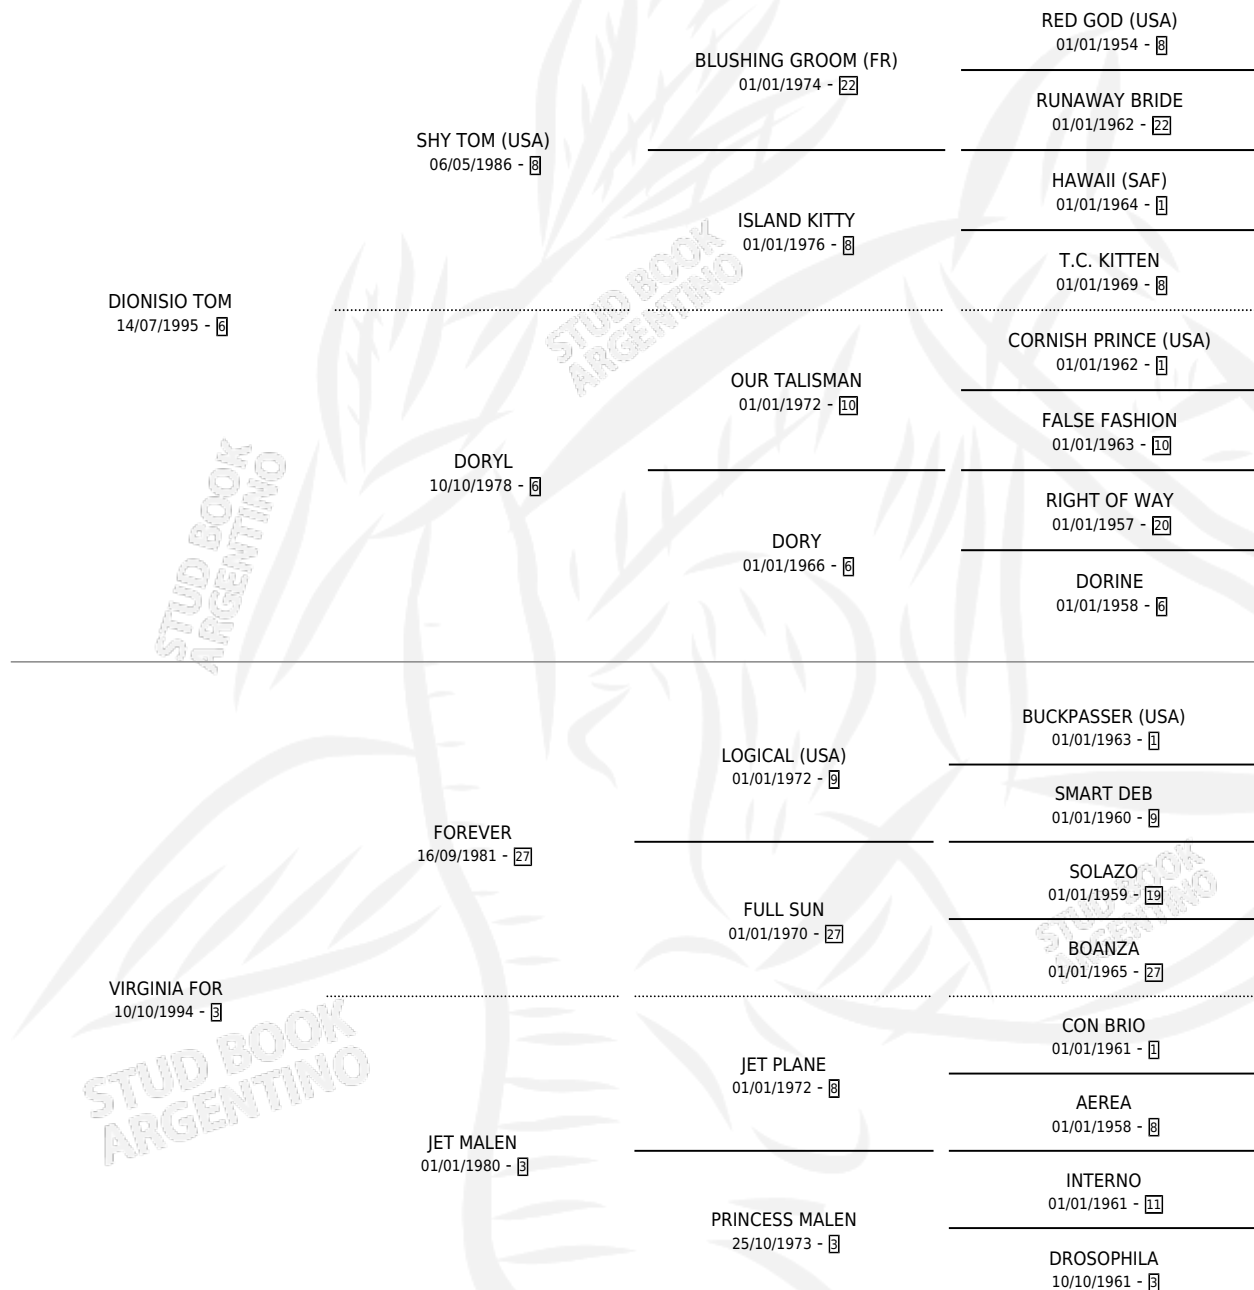 RED GOD (USA)
01/01/1954 - 8
BLUSHING GROOM (FR)
01/01/1974 - 22
RUNAWAY BRIDE
01/01/1962 - 22
SHY TOM (USA)
06/05/1986 - 8
HAWAII (SAF)
01/01/1964 - 1
ISLAND KITTY
01/01/1976 - 8
T.C. KITTEN
01/01/1969 - 8
DIONISIO TOM
14/07/1995 - 6
CORNISH PRINCE (USA)
01/01/1962 - 1
OUR TALISMAN
01/01/1972 - 10
FALSE FASHION
01/01/1963 - 10
DORYL
10/10/1978 - 6
RIGHT OF WAY
01/01/1957 - 20
DORY
01/01/1966 - 6
DORINE
01/01/1958 - 6
BUCKPASSER (USA)
01/01/1963 - 1
LOGICAL (USA)
01/01/1972 - 9
SMART DEB
01/01/1960 - 9
FOREVER
16/09/1981 - 27
SOLAZO
01/01/1959 - 19
FULL SUN
01/01/1970 - 27
BOANZA
01/01/1965 - 27
VIRGINIA FOR
10/10/1994 - 3
CON BRIO
01/01/1961 - 1
JET PLANE
01/01/1972 - 8
AEREA
01/01/1958 - 8
JET MALEN
01/01/1980 - 3
INTERNO
01/01/1961 - 11
PRINCESS MALEN
25/10/1973 - 3
DROSOPHILA
10/10/1961 - 3
STUD BOOK
ARGENTINO
STUD BOOK
ARGENTINO
STUD BOOK
ARGENTINO
STUD BOOK
ARGENTINO